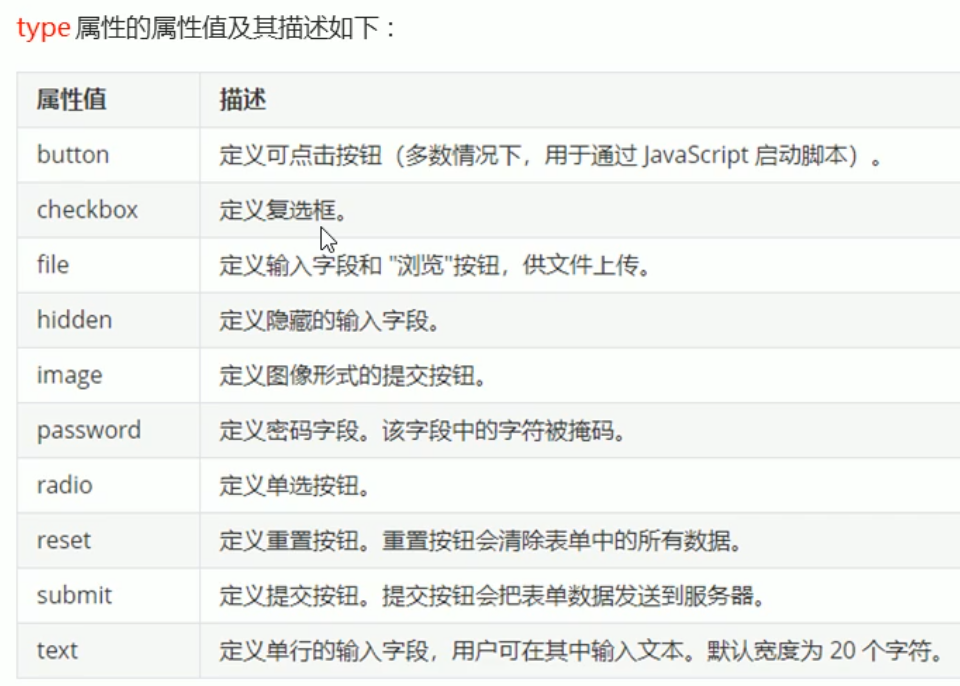 type 属性的属性值及其描述如下：
属性值 描述
button 定义可点击按钮（多数情况下，用于通过 JavaScript 启动脚本）。
checkbox 定义复选框。
file 定义输入字段和 "浏览"按钮，供文件上传。
hidden 定义隐藏的输入字段。
image 定义图像形式的提交按钮。
password 定义密码字段。该字段中的字符被掩码。
radio 定义单选按钮。
reset 定义重置按钮。重置按钮会清除表单中的所有数据。
submit 定义提交按钮。提交按钮会把表单数据发送到服务器。
text 定义单行的输入字段，用户可在其中输入文本。默认宽度为 20 个字符。